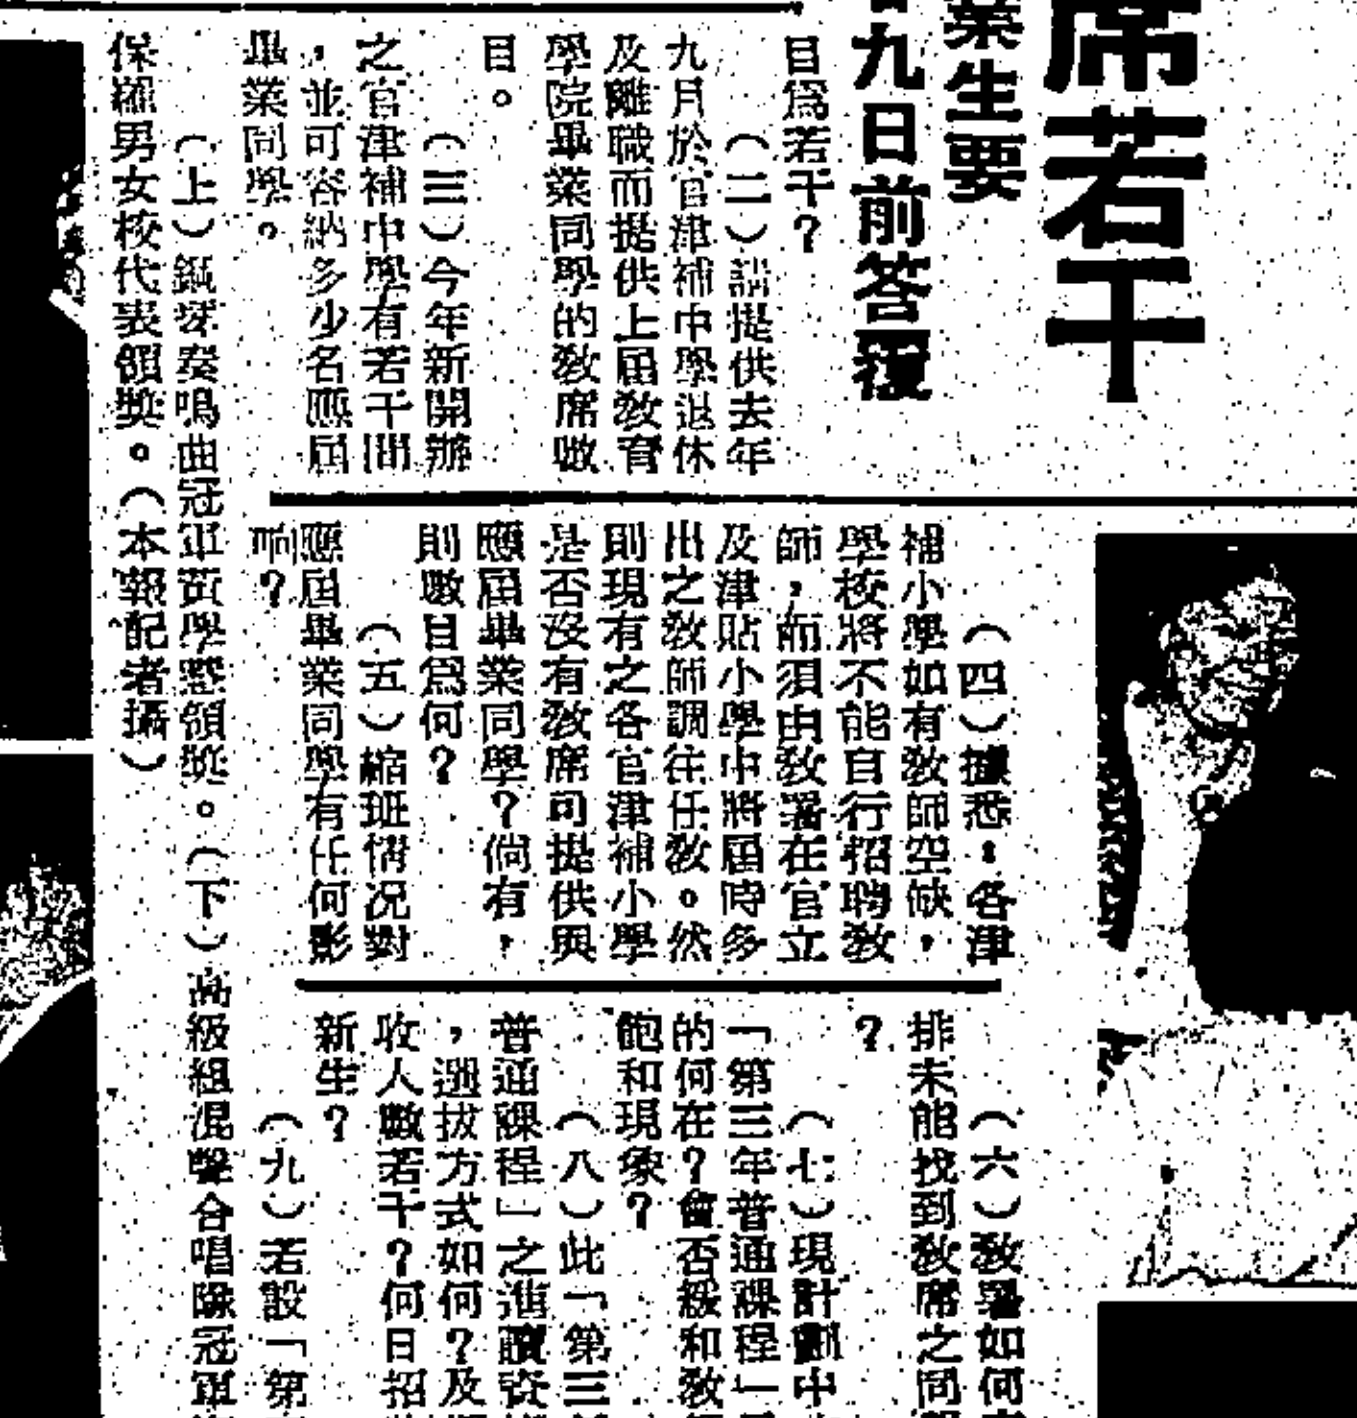 席若干
業生要
九日前答覆
目為若干？
（二）請提供去年
九月於官津補中學退休
及離職而提供上屆教育
學院畢業同學的教席數
目。
（三）今年新開辦
之官津補中學有若干間
，並可容納多少名應屆
畢業同學。
（四）據悉：各津
補小學如有教師空缺，
學校將不能自行招聘教
師，而須由教署在官立
及津貼小學中將屆時多
出之教師調往任教。然
則現有之各官津補小學
是否沒有教席可提供與
應屆畢業同學？倘有，
則數目為何？
（五）縮班情況對
應屆畢業同學有任何影
响？
（六）教署如何
排未能找到教席之同
？
（七）現計劃中
「第三年普通課程」
的何在？會否緩和教
飽和現象？
（八）此「第三
普通課程」之進讀資
，選拔方式如何？及
收人數若干？何日招
新生？
（九）若設「第
（上）鋼琴奏鳴曲冠軍黃學慧領獎。（下）高級組混聲合唱隊冠軍
保羅男女校代表領獎。（本報記者攝）